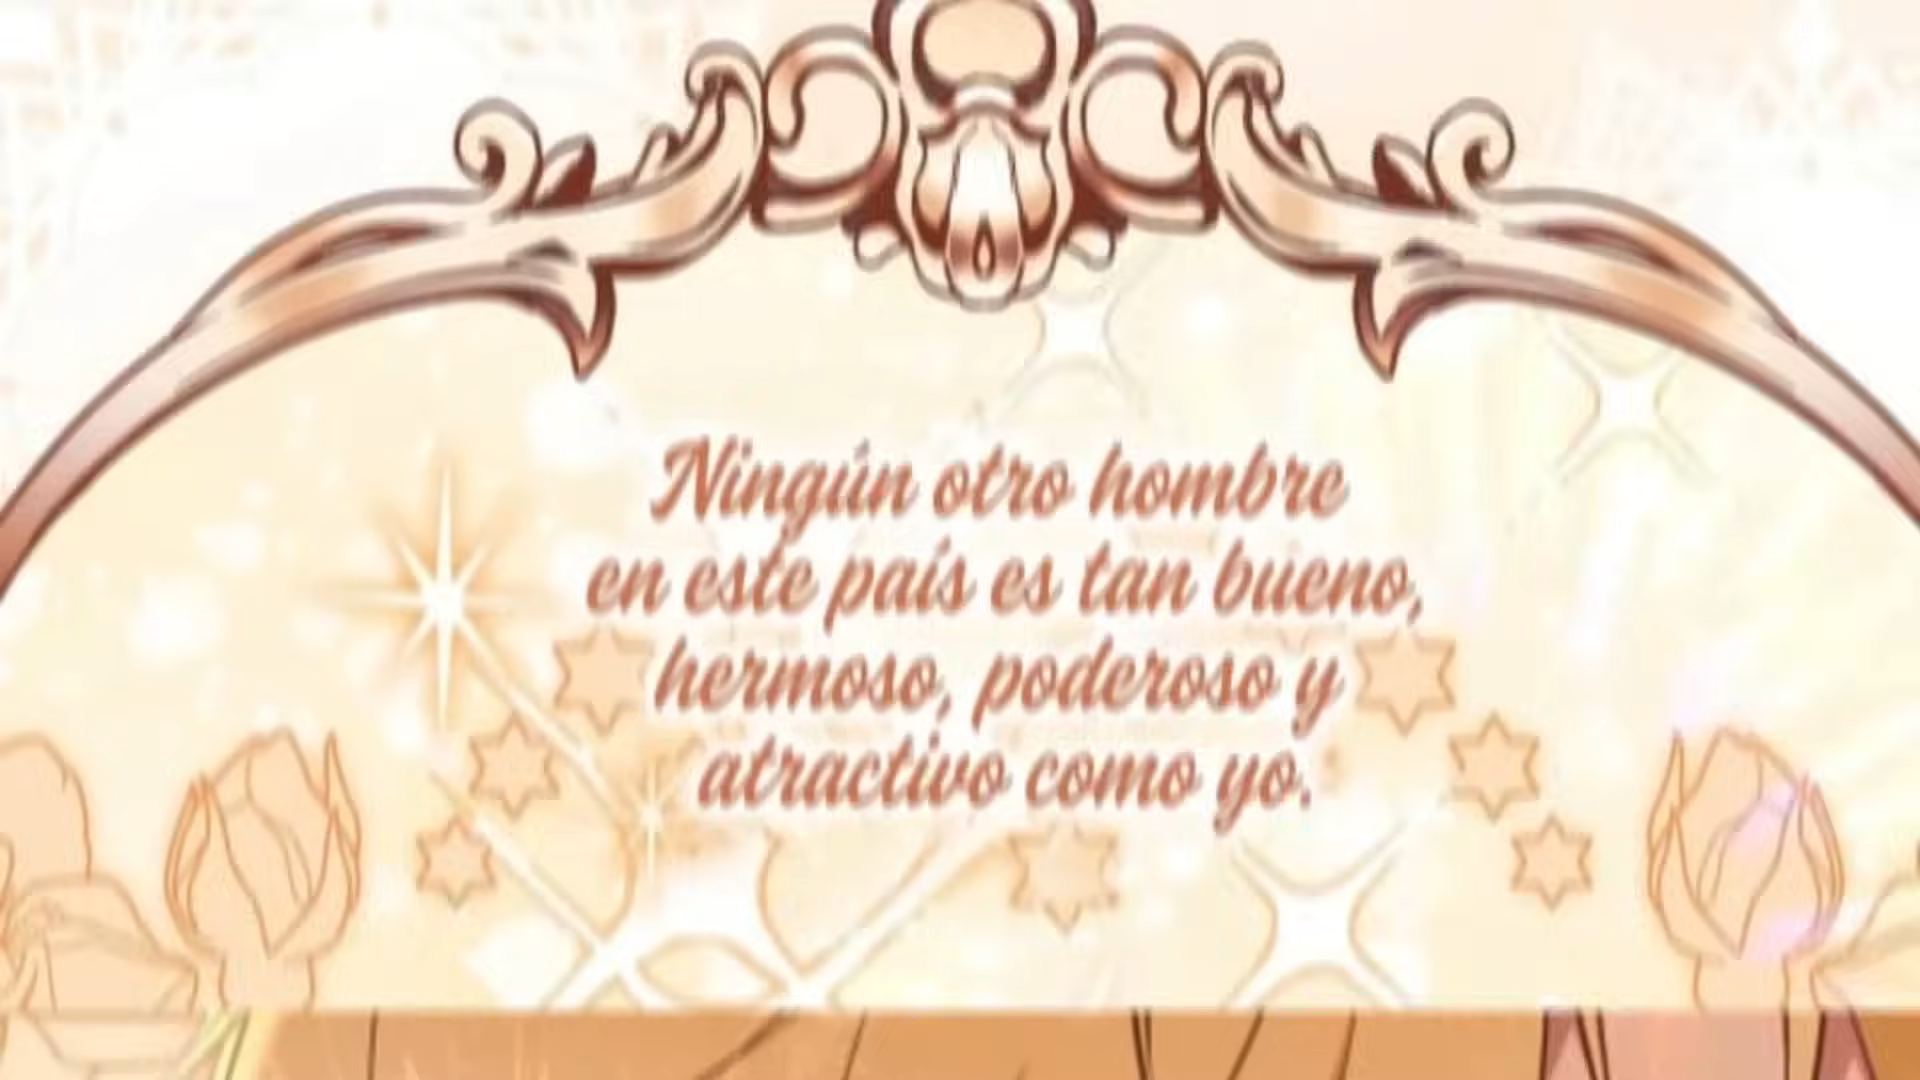 Ningún otro hombre
en este país es tan bueno,
hermoso, poderoso y
atractivo como yo.